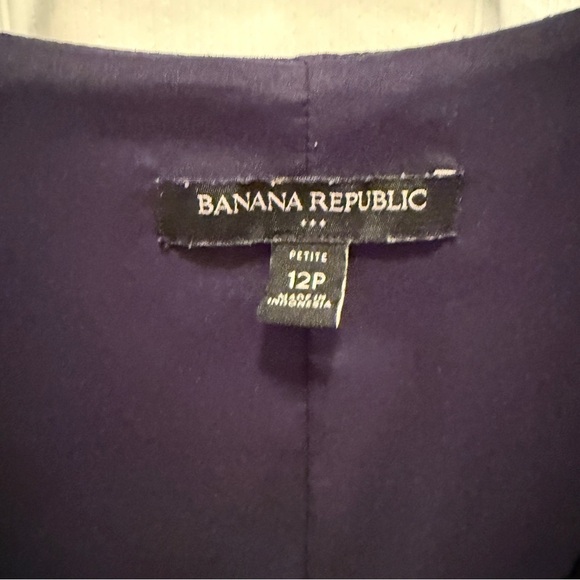 BANANA REPUBLIC
PETITE
12P
MADE IN
INDONESIA